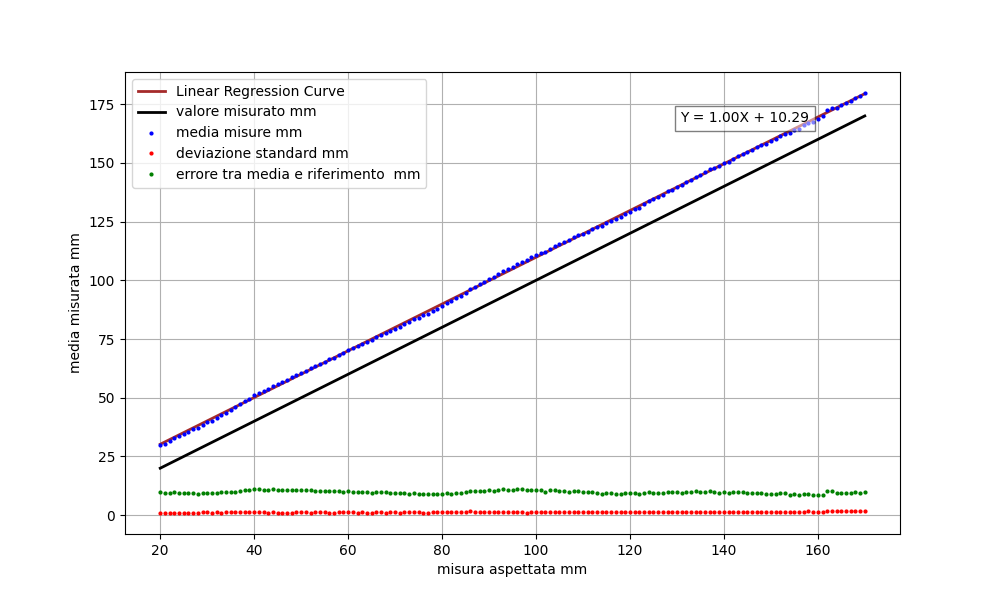 Linear Regression Curve
valore misurato mm
media misure mm
deviazione standard mm
errore tra media e riferimento  mm
Y = 1.00X + 10.29
media misurata mm
175
150
125
100
75
50
25
0
20 40 60 80 100 120 140 160
misura aspettata mm